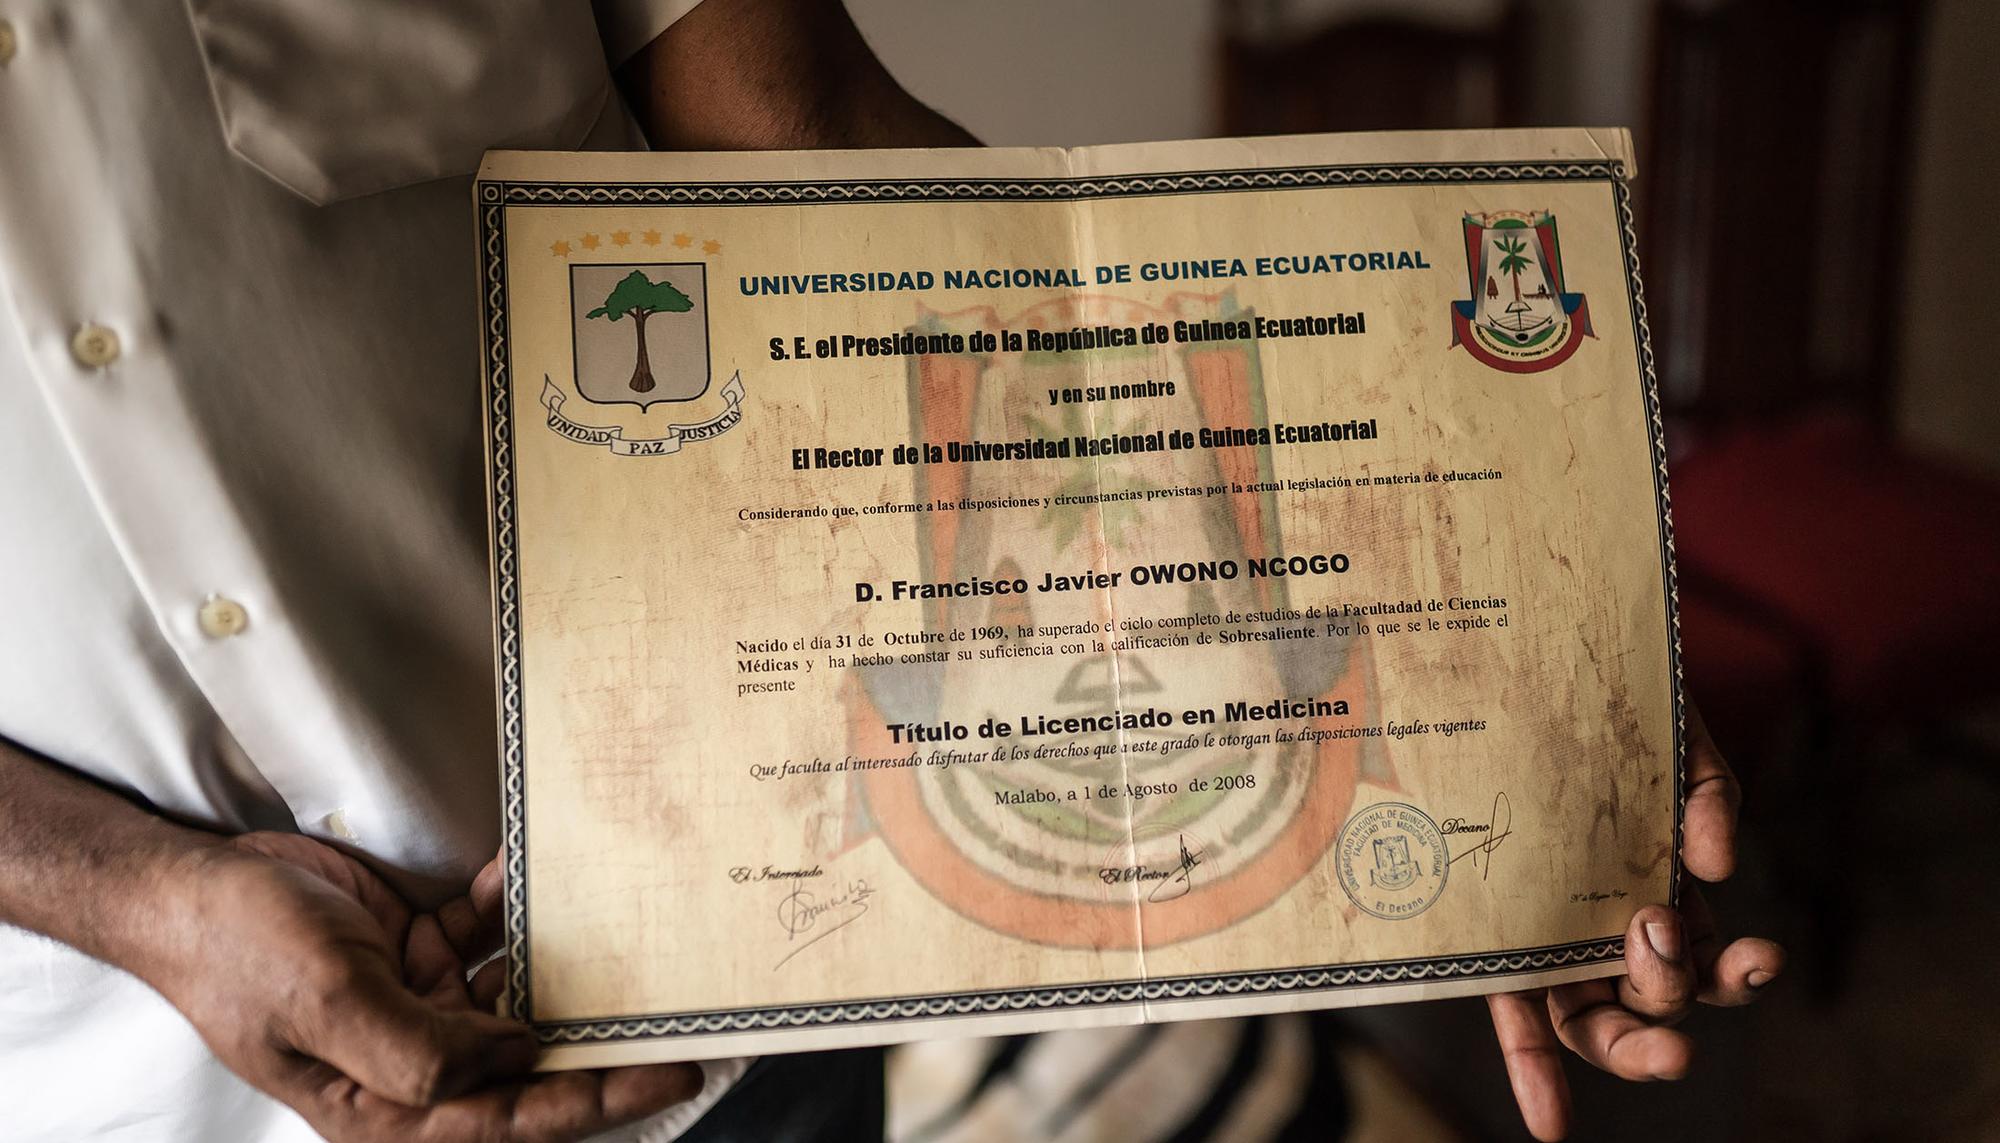 UNIVERSIDAD NACIONAL DE GUINEA ECUATORIAL
S. E. el Presidente de la República de Guinea Ecuatorial
y en su nombre
El Rector de la Universidad Nacional de Guinea Ecuatorial
Considerando que, conforme a las disposiciones y circunstancias previstas por la actual legislación en materia de educación
UNIDAD PAZ JUSTICIA
D. Francisco Javier OWONO NCOGO
Nacido el día 31 de Octubre de 1969, ha superado el ciclo completo de estudios de la Facultadad de Ciencias
Médicas y ha hecho constar su suficiencia con la calificación de Sobresaliente. Por lo que se le expide el
presente
Título de Licenciado en Medicina
Que faculta al interesado disfrutar de los derechos que a este grado le otorgan las disposiciones legales vigentes
Malabo, a 1 de Agosto de 2008
El Interesado
El Rector
UNIVERSIDAD NACIONAL DE GUINEA ECUATORIAL
FACULTAD DE MEDICINA
El Decano
Decano